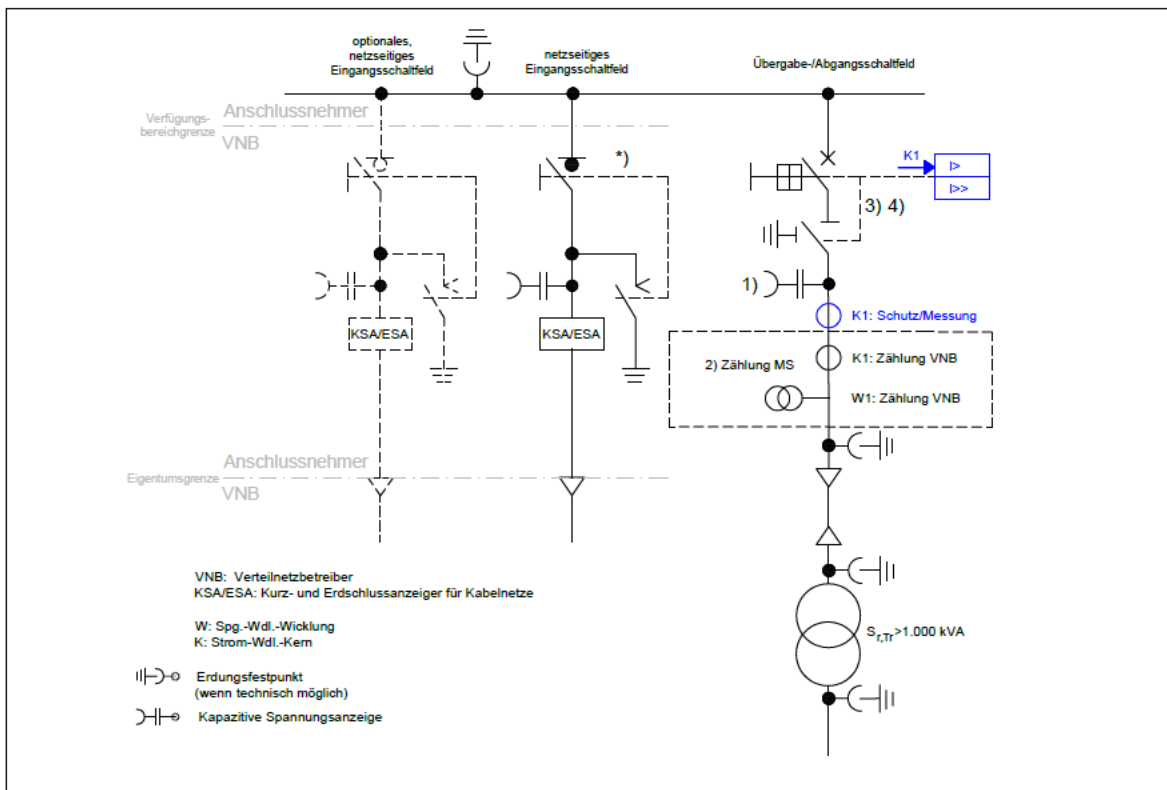 optionales,
netzseitiges
Eingangsschaltfeld
netzseitiges
Eingangsschaltfeld
Übergabe-/Abgangsschaltfeld
Verfügungs-
bereichgrenze
Anschlussnehmer
VNB
*)
K1
I>
I>>
3) 4)
1)
KSA/ESA
KSA/ESA
K1: Schutz/Messung
2) Zählung MS
K1: Zählung VNB
W1: Zählung VNB
Eigentumsgrenze
Anschlussnehmer
VNB
VNB: Verteilnetzbetreiber
KSA/ESA: Kurz- und Erdschlussanzeiger für Kabelnetze
W: Spg.-Wdl.-Wicklung
K: Strom-Wdl.-Kern
Erdungsfestpunkt
(wenn technisch möglich)
Kapazitive Spannungsanzeige
Sr,Tr>1.000 kVA